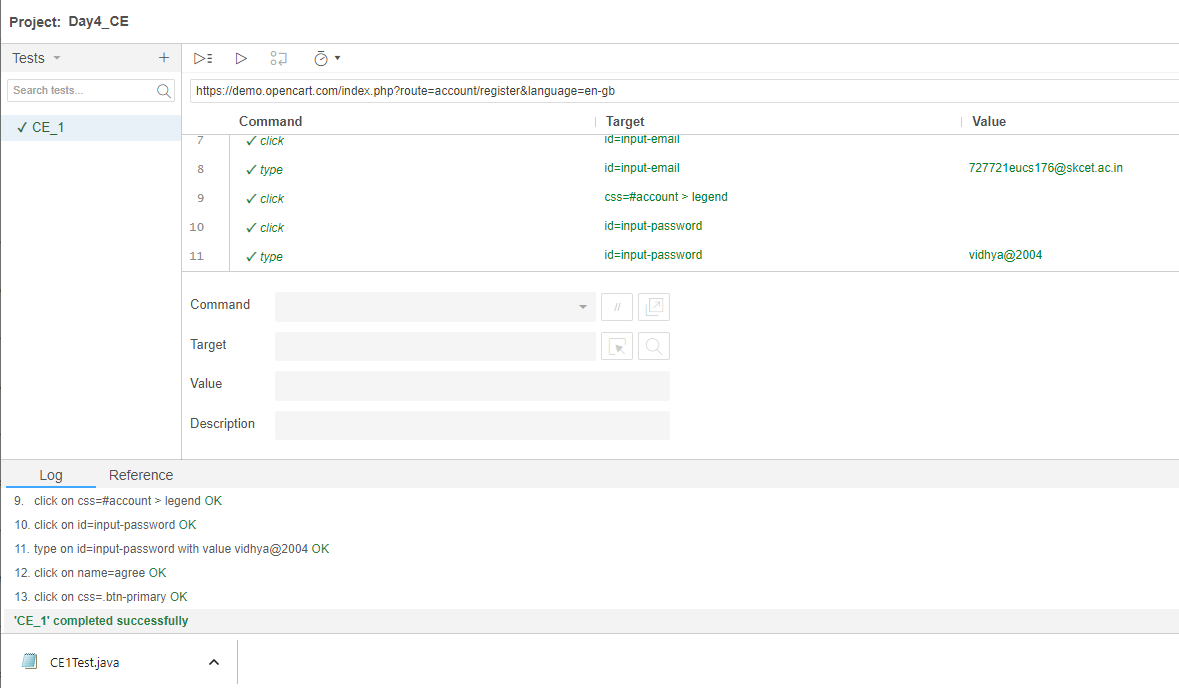 Project: Day4_CE
Tests
+
Search tests...
✓ CE_1
https://demo.opencart.com/index.php?route=account/register&language=en-gb
Command Target Value
7 ✓ click id=input-email
8 ✓ type id=input-email 727721eucs176@skcet.ac.in
9 ✓ click css=#account > legend
10 ✓ click id=input-password
11 ✓ type id=input-password vidhya@2004
Command //
Target
Value
Description
Log Reference
9. click on css=#account > legend OK
10. click on id=input-password OK
11. type on id=input-password with value vidhya@2004 OK
12. click on name=agree OK
13. click on css=.btn-primary OK
'CE_1' completed successfully
CE1Test.java